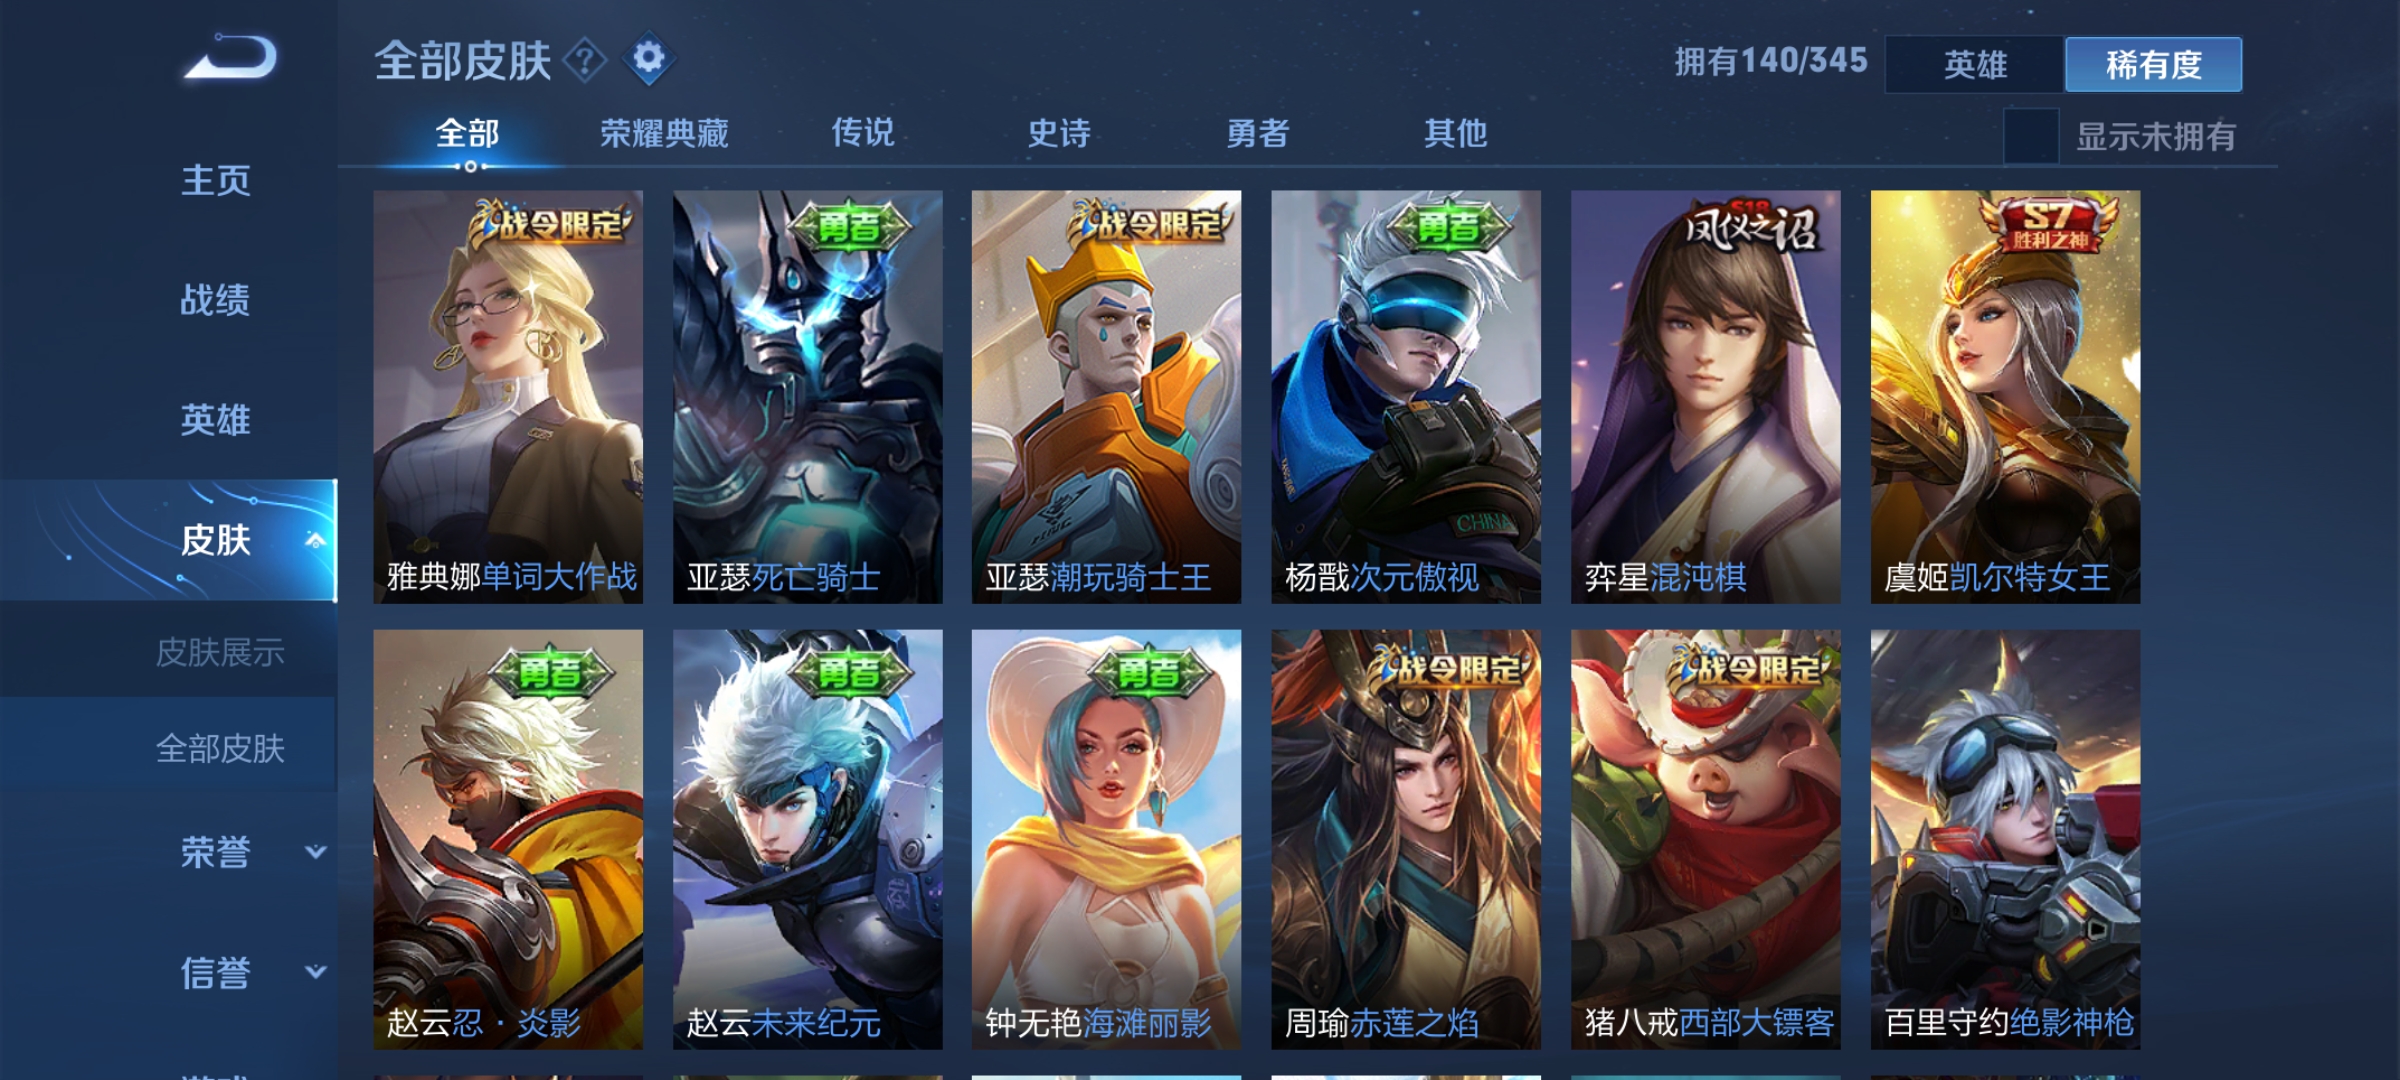 全部皮肤
?
拥有140/345
英雄
稀有度
全部
荣耀典藏
传说
史诗
勇者
其他
显示未拥有
主页
战绩
英雄
皮肤
皮肤展示
全部皮肤
荣誉
信誉
战令限定
雅典娜单词大作战
勇者
亚瑟死亡骑士
战令限定
亚瑟潮玩骑士王
勇者
CHINA
杨戬次元傲视
S18
凤仪之诏
弈星混沌棋
S7
胜利之神
虞姬凯尔特女王
勇者
赵云忍·炎影
勇者
赵云未来纪元
勇者
钟无艳海滩丽影
战令限定
周瑜赤莲之焰
战令限定
猪八戒西部大镖客
百里守约绝影神枪